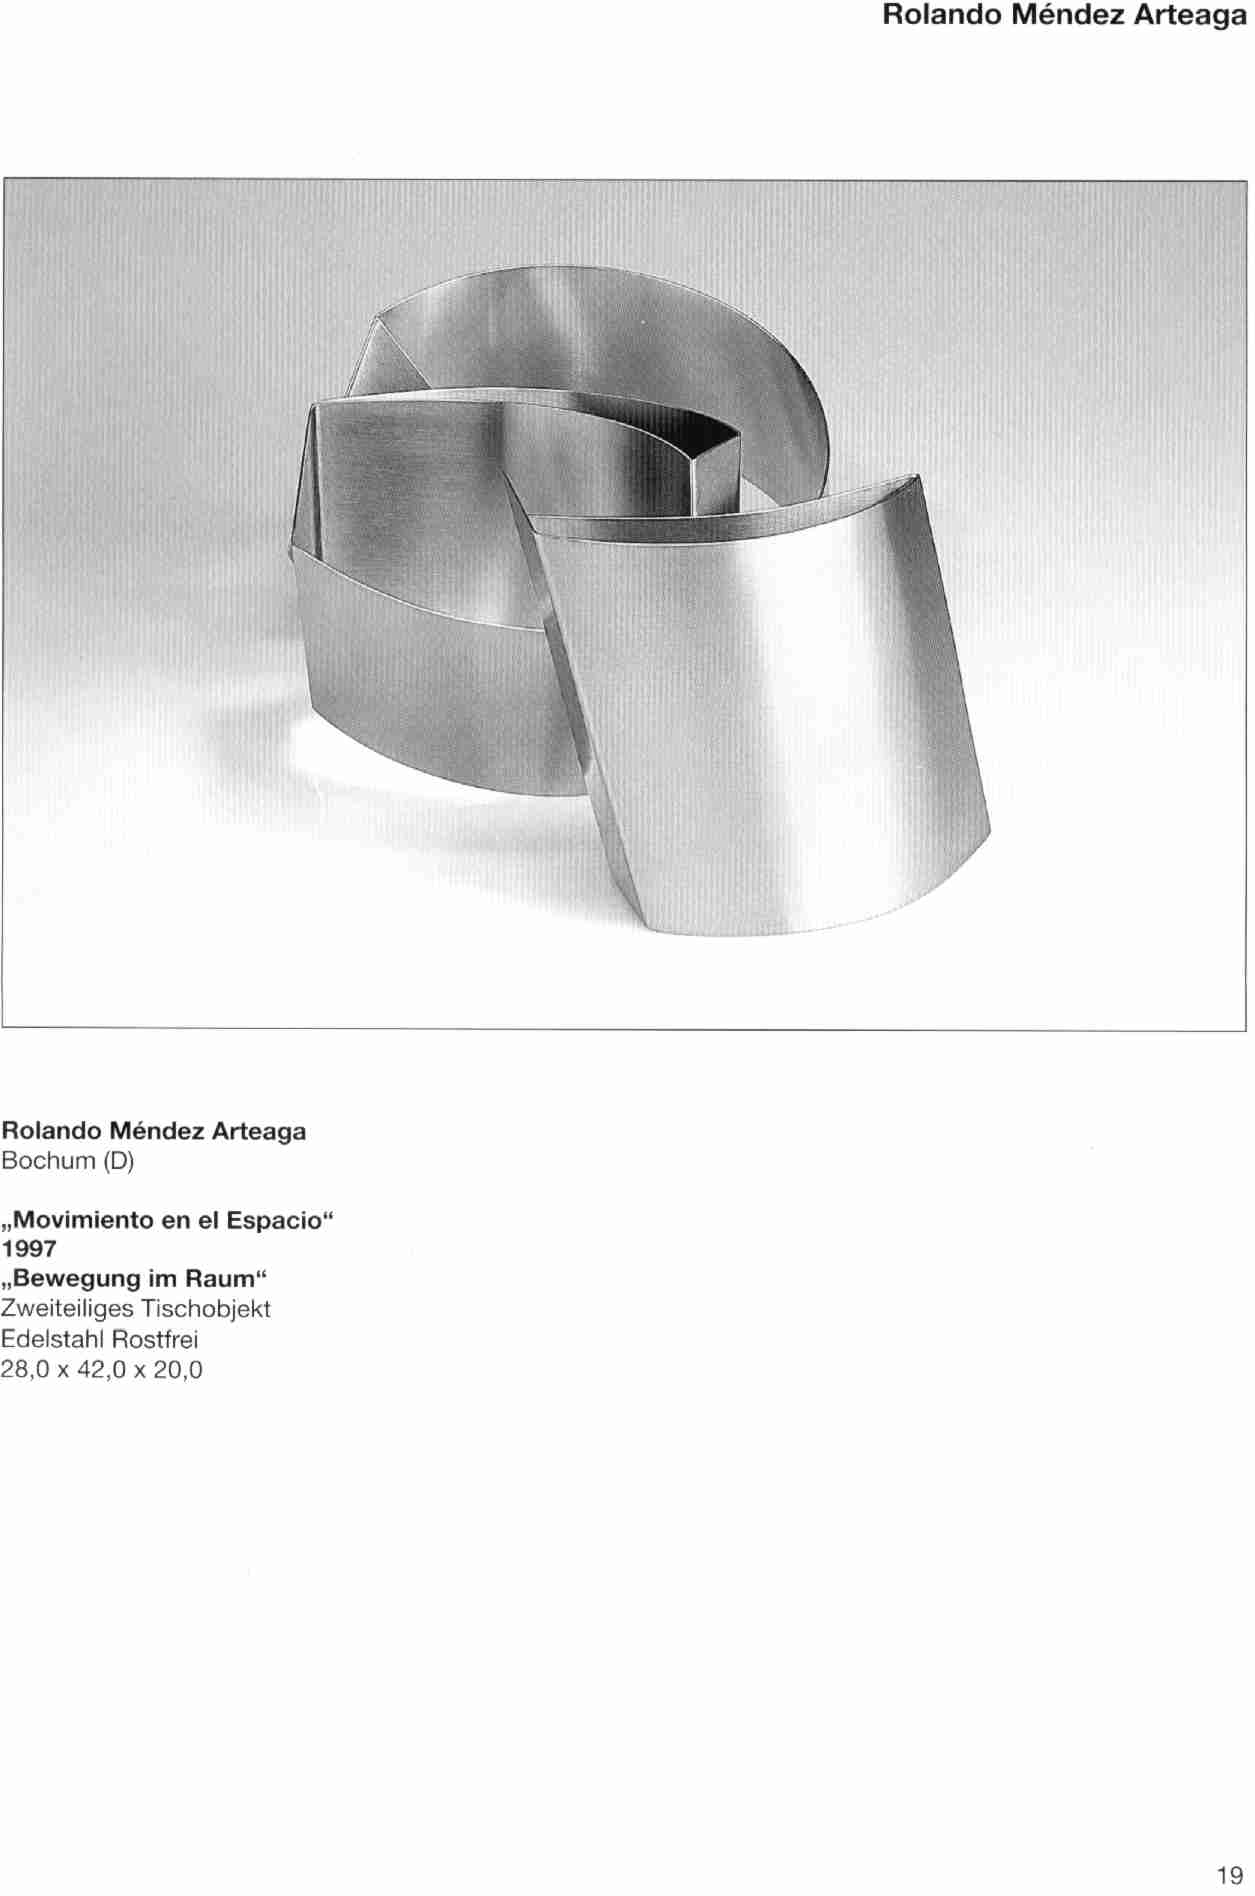 Rolando Méndez Arteaga
Rolando Méndez Arteaga
Bochum (D)
„Movimiento en el Espacio“
1997
„Bewegung im Raum“
Zweiteiliges Tischobjekt
Edelstahl Rostfrei
28,0 x 42,0 x 20,0
19